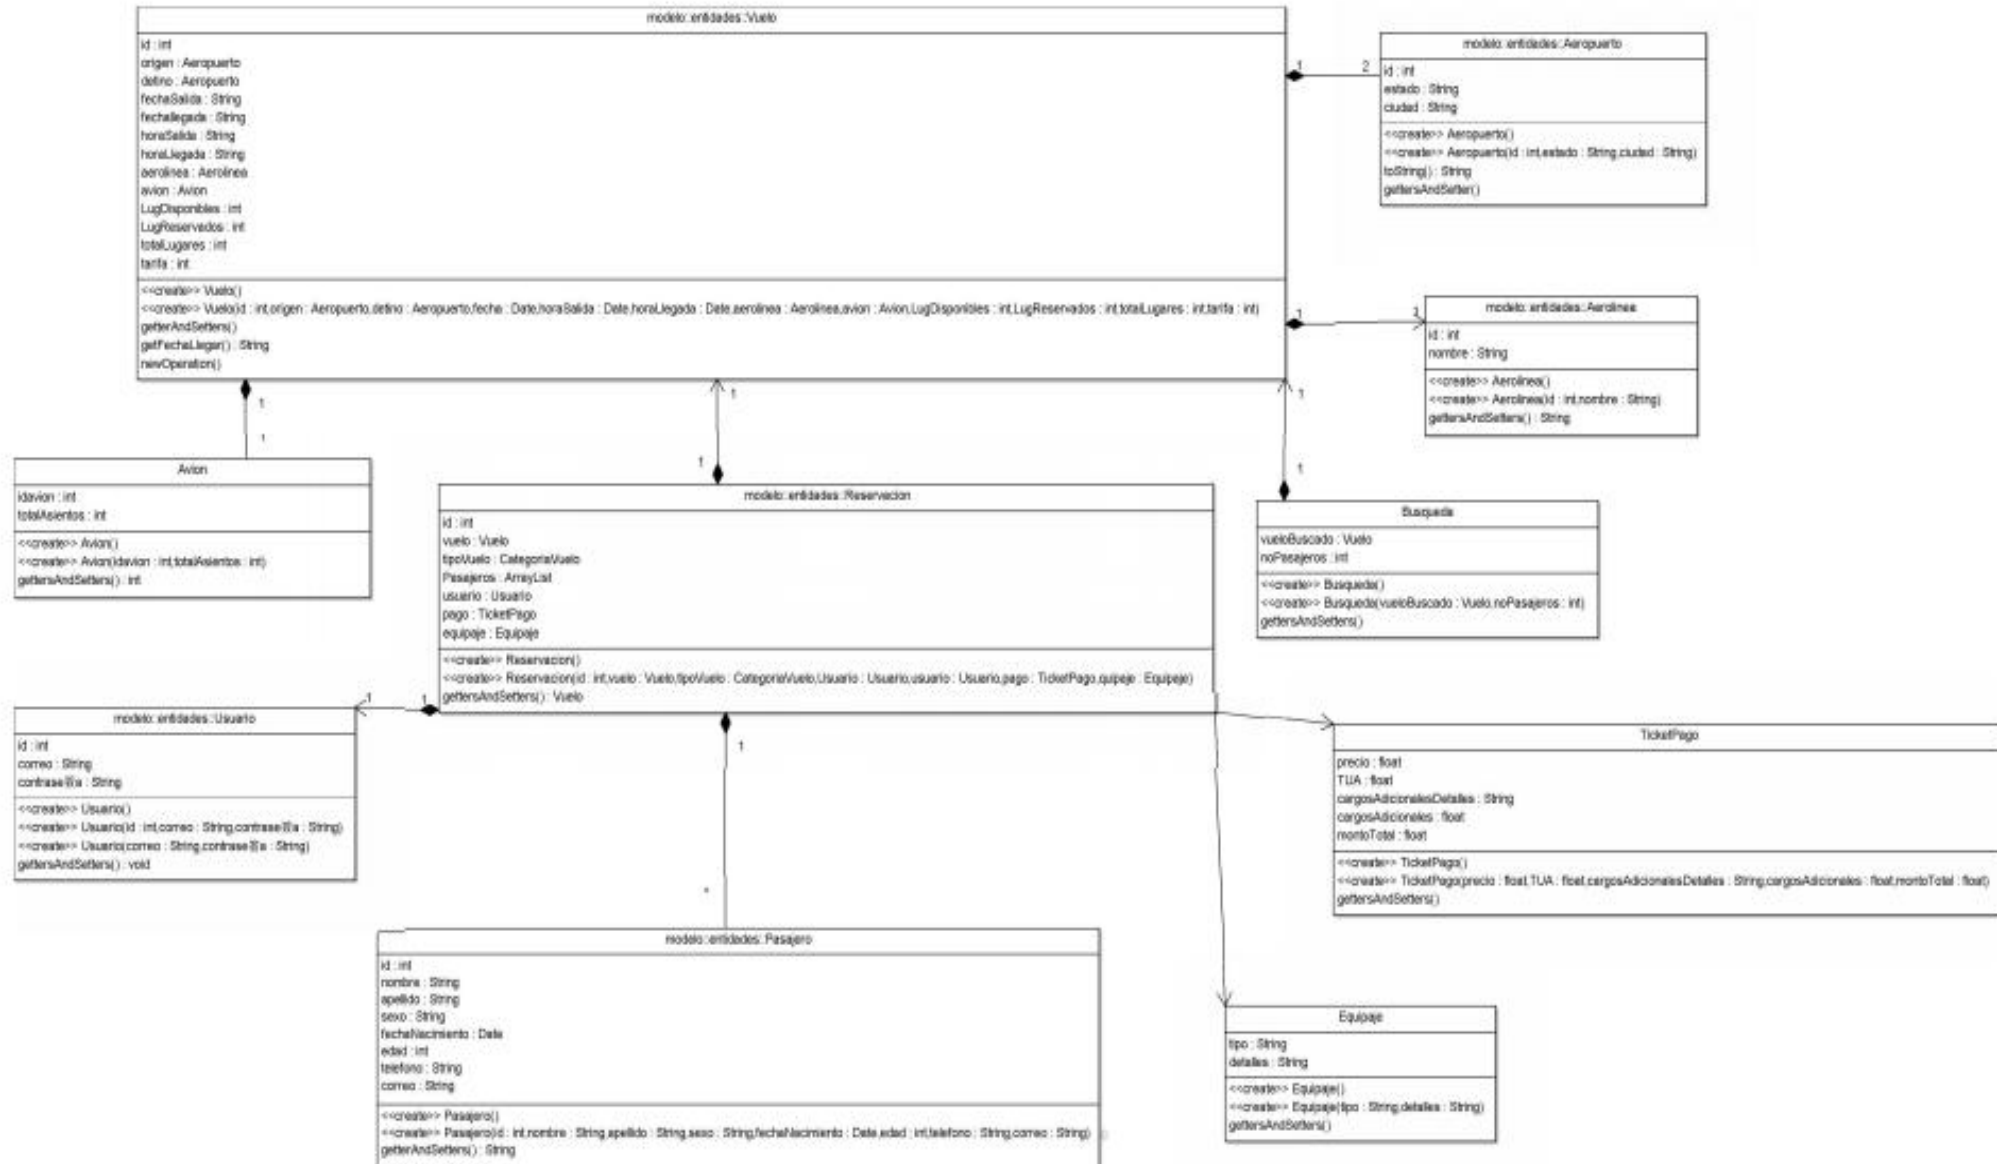 modelo::entidades::Vuelo
id : int
origen : Aeropuerto
detino : Aeropuerto
fechaSalida : String
fechallegada : String
horaSalida : String
horaLlegada : String
aerolinea : Aerolinea
avion : Avion
LugDisponibles : int
LugReservados : int
totalLugares : int
tarifa : int
<<create>> Vuelo()
<<create>> Vuelo(id : int,origen : Aeropuerto,detino : Aeropuerto,fecha : Date,horaSalida : Date,horaLlegada : Date,aerolinea : Aerolinea,avion : Avion,LugDisponibles : int,LugReservados : int,totalLugares : int,tarifa : int)
getterAndSetters()
getFechaLlegar() : String
newOperation()
1
2
modelo::entidades::Aeropuerto
id : int
estado : String
ciudad : String
<<create>> Aeropuerto()
<<create>> Aeropuerto(id : int,estado : String,ciudad : String)
toString() : String
gettersAndSetter()
1
modelo::entidades::Aerolinea
id : int
nombre : String
<<create>> Aerolinea()
<<create>> Aerolinea(id : int,nombre : String)
gettersAndSetters() : String
1
1
1
1
1
1
Avion
idavion : int
totalAsientos : int
<<create>> Avion()
<<create>> Avion(idavion : int,totalAsientos : int)
gettersAndSetters() : int
modelo::entidades::Reservacion
id : int
vuelo : Vuelo
tipoVuelo : CategoriaVuelo
Pasajeros : ArrayList
usuario : Usuario
pago : TicketPago
equipaje : Equipaje
<<create>> Reservacion()
<<create>> Reservacion(id : int,vuelo : Vuelo,tipoVuelo : CategoriaVuelo,Usuario : Usuario,usuario : Usuario,pago : TicketPago,quipaje : Equipaje)
gettersAndSetters() : Vuelo
Busqueda
vueloBuscado : Vuelo
noPasajeros : int
<<create>> Busqueda()
<<create>> Busqueda(vueloBuscado : Vuelo,noPasajeros : int)
gettersAndSetters()
1
1
modelo::entidades::Usuario
id : int
correo : String
: String
<<create>> Usuario()
<<create>> Usuario(id : int,correo : String, : String)
<<create>> Usuario(correo : String, : String)
gettersAndSetters() : void
1
*
TicketPago
precio : float
TUA : float
cargosAdicionalesDetalles : String
cargosAdicionales : float
montoTotal : float
<<create>> TicketPago()
<<create>> TicketPago(precio : float,TUA : float,cargosAdicionalesDetalles : String,cargosAdicionales : float,montoTotal : float)
gettersAndSetters()
modelo::entidades::Pasajero
id : int
nombre : String
apellido : String
sexo : String
fechaNacimiento : Date
edad : int
telefono : String
correo : String
<<create>> Pasajero()
<<create>> Pasajero(id : int,nombre : String,apellido : String,sexo : String,fechaNacimiento : Date,edad : int,telefono : String,correo : String)
getterAndSetters() : String
Equipaje
tipo : String
detalles : String
<<create>> Equipaje()
<<create>> Equipaje(tipo : String,detalles : String)
gettersAndSetters()